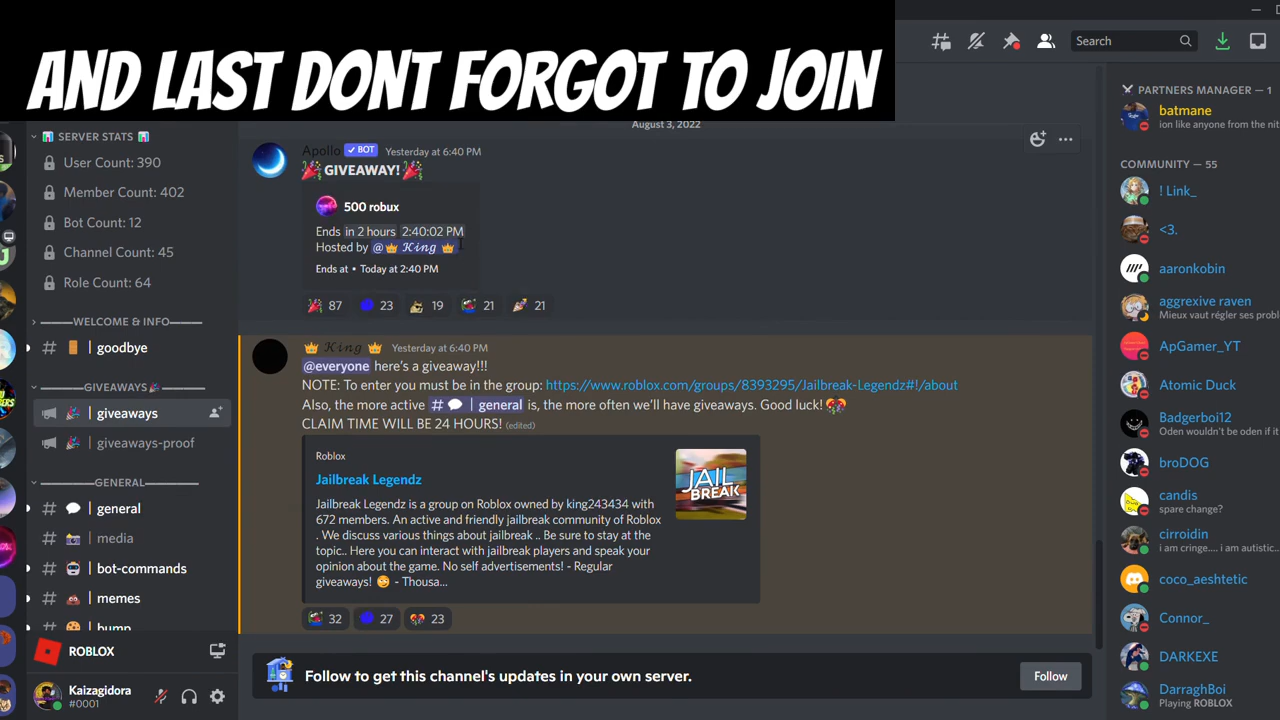 AND LAST DONT FORGOT TO JOIN
Search
SERVER STATS
User Count: 390
Member Count: 402
Bot Count: 12
Channel Count: 45
Role Count: 64
WELCOME & INFO
# | goodbye
GIVEAWAYS
| giveaways
| giveaways-proof
GENERAL
# | general
# | media
# | bot-commands
# | memes
# | bump
ROBLOX
Kaizagidora
#0001
August 3, 2022
Apollo BOT Yesterday at 6:40 PM
GIVEAWAY!
500 robux
Ends in 2 hours 2:40:02 PM
Hosted by @ King
Ends at • Today at 2:40 PM
87 23 19 21 21
King Yesterday at 6:40 PM
@everyone here's a giveaway!!!
NOTE: To enter you must be in the group: https://www.roblox.com/groups/8393295/Jailbreak-Legendz#!/about
Also, the more active # | general is, the more often we'll have giveaways. Good luck!
CLAIM TIME WILL BE 24 HOURS! (edited)
Roblox
Jailbreak Legendz
Jailbreak Legendz is a group on Roblox owned by king243434 with
672 members. An active and friendly jailbreak community of Roblox
. We discuss various things about jailbreak .. Be sure to stay at the
topic.. Here you can interact with jailbreak players and speak your
opinion about the game. No self advertisements! - Regular
giveaways! - Thousa...
JAIL
BREAK
32 27 23
Follow to get this channel's updates in your own server.
Follow
PARTNERS MANAGER — 1
batmane
ion like anyone from the nit
COMMUNITY — 55
! Link_
<3.
aaronkobin
aggrexive raven
Mieux vaut régler ses probl
ApGamer_YT
Atomic Duck
Badgerboi12
Oden wouldn't be oden if it
broDOG
candis
spare change?
cirroidin
i am cringe.... i am autistic...
coco_aeshtetic
Connor_
DARKEXE
DarraghBoi
Playing ROBLOX